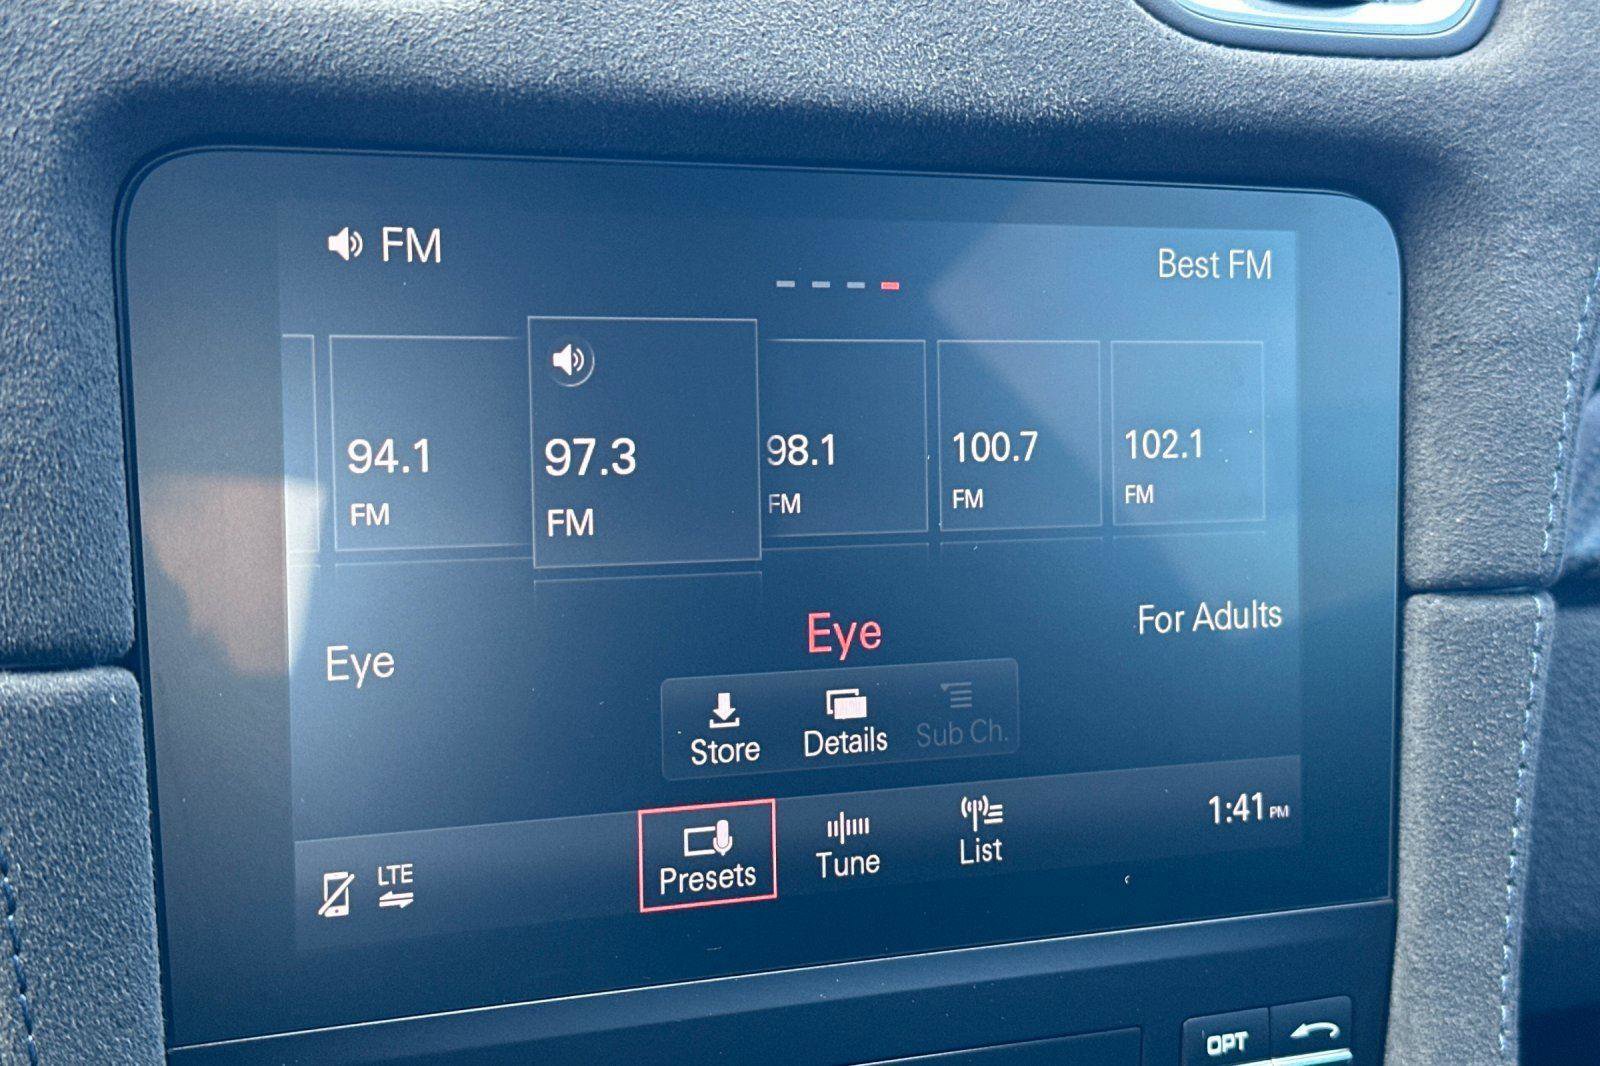 FM
Best FM
94.1
FM
97.3
FM
98.1
FM
100.7
FM
102.1
FM
Eye
Eye
For Adults
Store
Details
Sub Ch.
LTE
Presets
Tune
List
1:41 PM
OPT